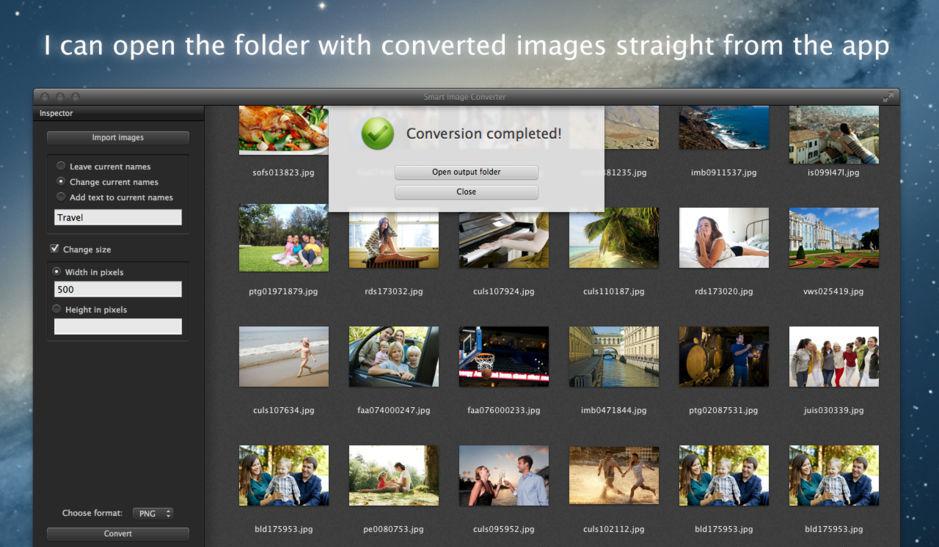 I can open the folder with converted images straight from the app
Smart Image Converter
Inspector
Import images
Leave current names
Change current names
Add text to current names
Travel
Change size
Width in pixels
500
Height in pixels
Choose format: PNG
Convert
Conversion completed!
Open output folder
Close
sofs013823.jpg
481235.jpg imb0911537.jpg is099l47l.jpg
ptg01971879.jpg rds173032.jpg culs107924.jpg culs110187.jpg rds173020.jpg vws025419.jpg
culs107634.jpg faa074000247.jpg faa076000233.jpg imb0471844.jpg ptg02087531.jpg juis030339.jpg
bld175953.jpg pe0080753.jpg culs095952.jpg culs102112.jpg bld175953.jpg bld175953.jpg